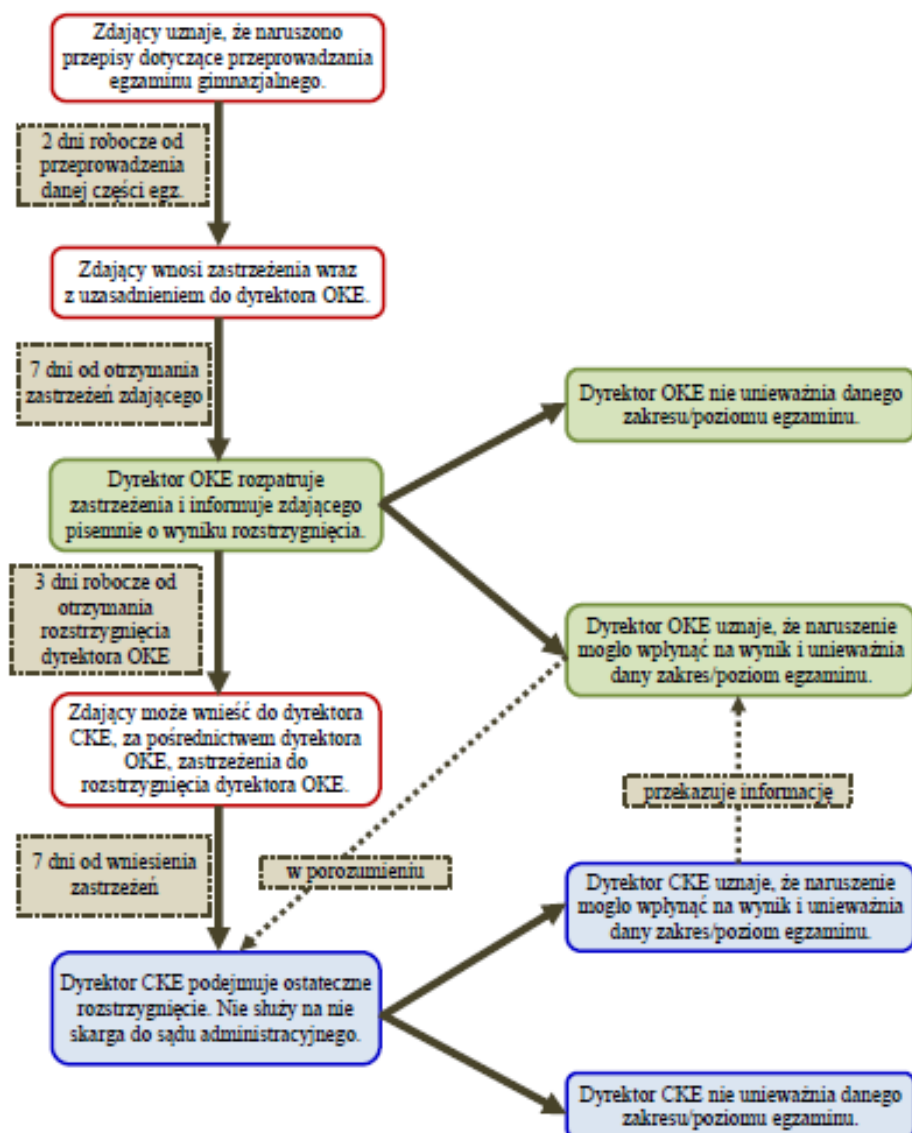 Zdający uznaje, że naruszono
przepisy dotyczące przeprowadzania
egzaminu gimnazjalnego.
2 dni robocze od
przeprowadzenia
danej części egz.
Zdający wnosi zastrzeżenia wraz
z uzasadnieniem do dyrektora OKE.
7 dni od otrzymania
zastrzeżeń zdającego
Dyrektor OKE nie unieważnia danego
zakresu/poziomu egzaminu.
Dyrektor OKE rozpatruje
zastrzeżenia i informuje zdającego
pisemnie o wyniku rozstrzygnięcia.
3 dni robocze od
otrzymania
rozstrzygnięcia
dyrektora OKE
Dyrektor OKE uznaje, że naruszenie
mogło wpłynąć na wynik i unieważnia
dany zakres/poziom egzaminu.
Zdający może wnieść do dyrektora
CKE, za pośrednictwem dyrektora
OKE, zastrzeżenia do
rozstrzygnięcia dyrektora OKE.
przekazuje informację
7 dni od wniesienia
zastrzeżeń
w porozumieniu
Dyrektor CKE uznaje, że naruszenie
mogło wpłynąć na wynik i unieważnia
dany zakres/poziom egzaminu.
Dyrektor CKE podejmuje ostateczne
rozstrzygnięcie. Nie służy na nie
skarga do sądu administracyjnego.
Dyrektor CKE nie unieważnia danego
zakresu/poziomu egzaminu.